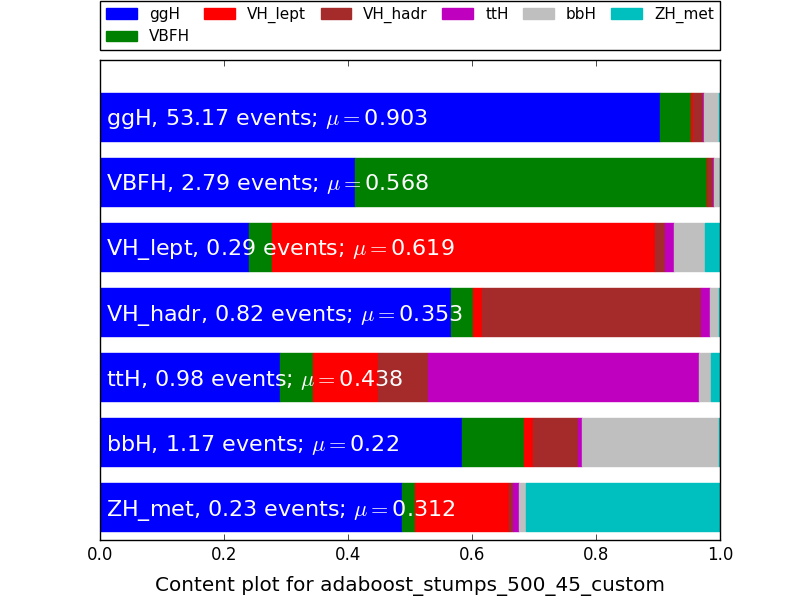 ggH VH_lept VH_hadr ttH bbH ZH_met
VBFH
ggH, 53.17 events; μ = 0.903
VBFH, 2.79 events; μ = 0.568
VH_lept, 0.29 events; μ = 0.619
VH_hadr, 0.82 events; μ = 0.353
ttH, 0.98 events; μ = 0.438
bbH, 1.17 events; μ = 0.22
ZH_met, 0.23 events; μ = 0.312
0.0 0.2 0.4 0.6 0.8 1.0
Content plot for adaboost_stumps_500_45_custom